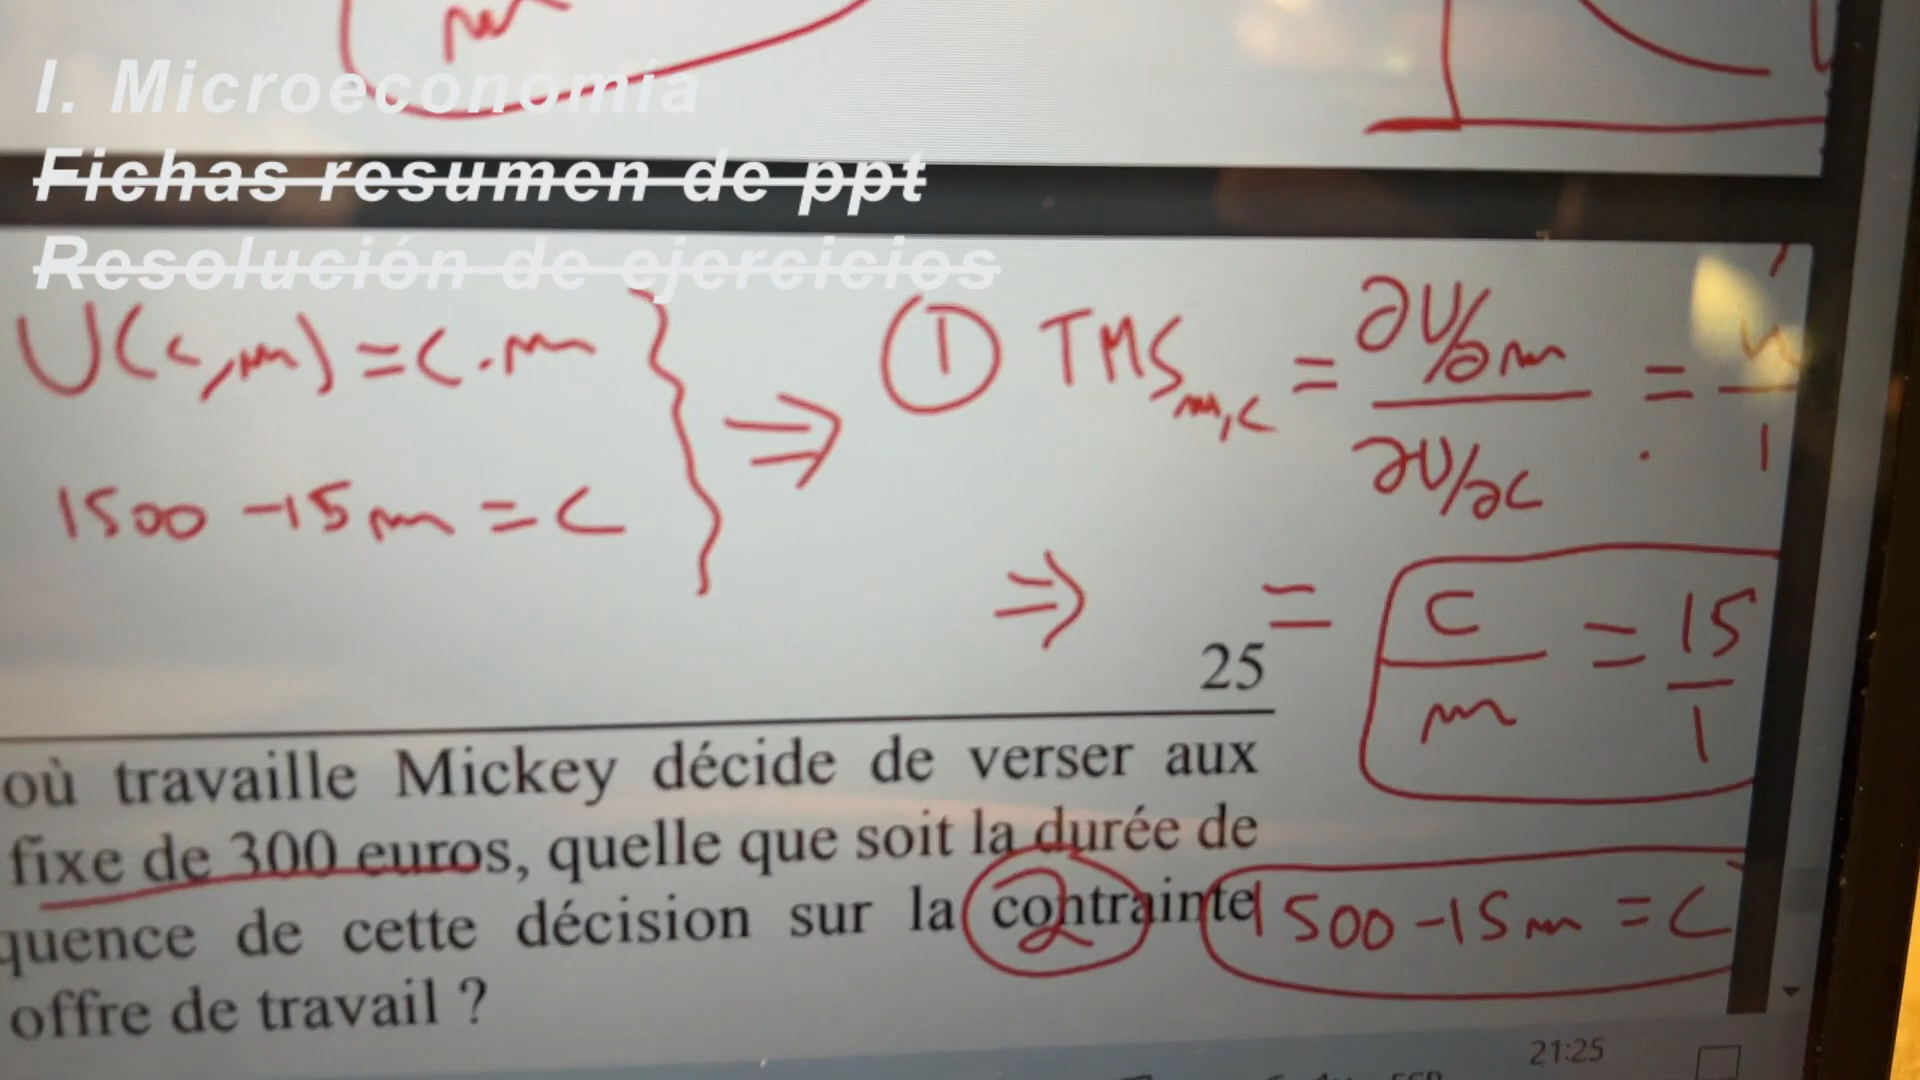 m
I. Microeconomía
Fichas resumen de ppt
Resolución de ejercicios
U(c,m) = c.m } ⇒ ① TMS m,c = ∂U/∂m =
∂U/∂c 1
1500 - 15m = c
⇒ = c/m = 15/1
25
où travaille Mickey décide de verser aux
fixe de 300 euros, quelle que soit la durée de
quence de cette décision sur la contrainte
② 1500 - 15m = c
offre de travail ?
21:25